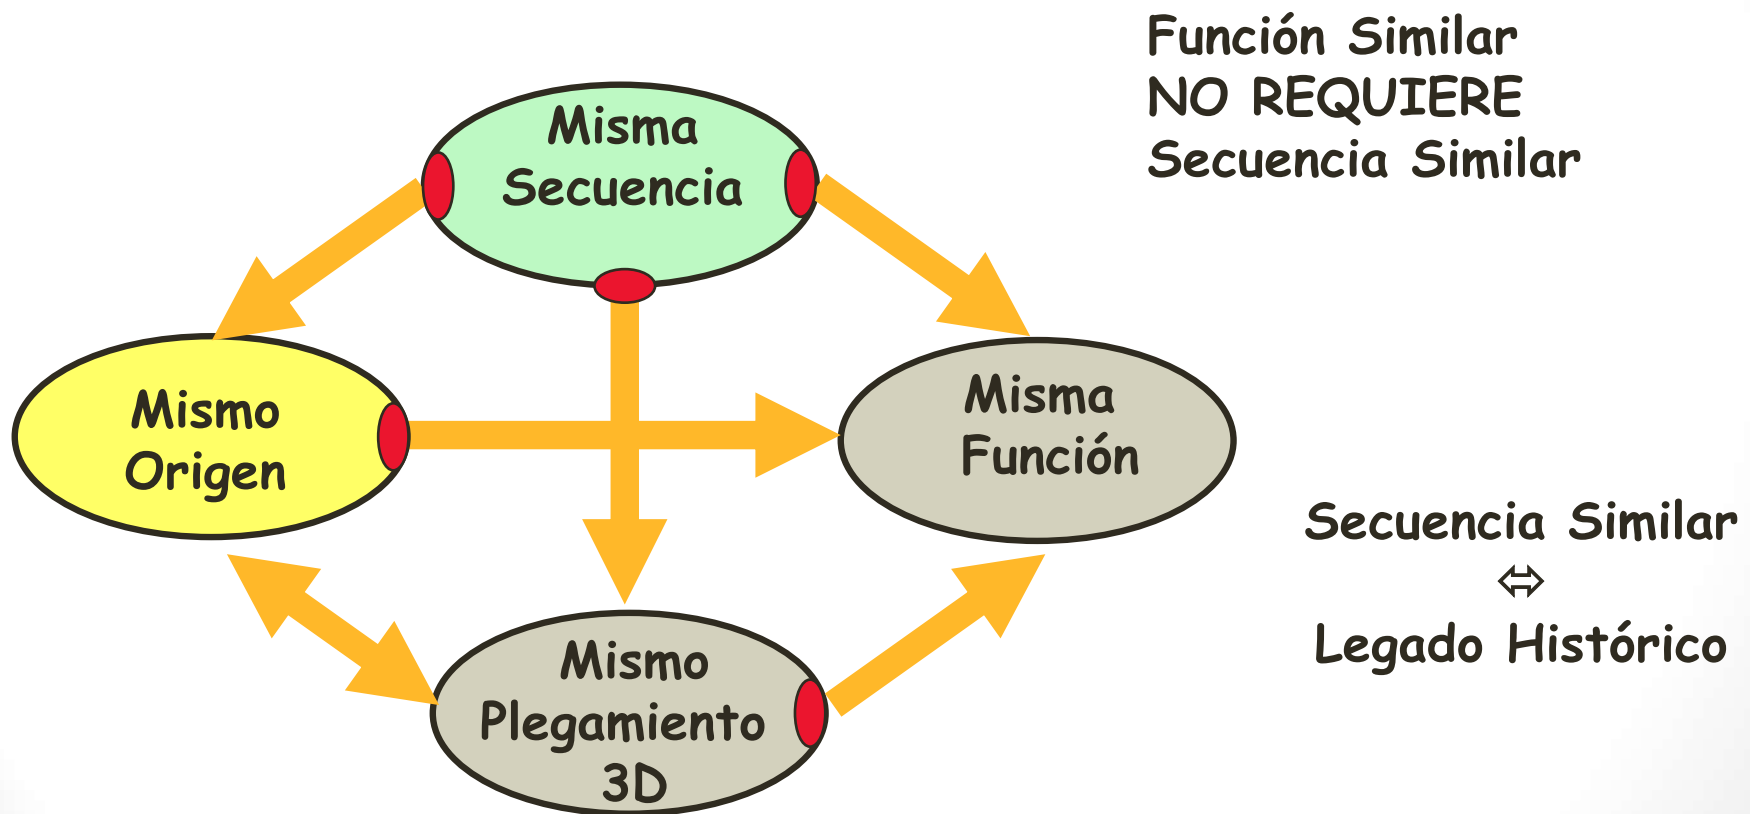 Función Similar
NO REQUIERE
Secuencia Similar
Misma
Secuencia
Mismo
Origen
Misma
Función
Secuencia Similar
⇔
Legado Histórico
Mismo
Plegamiento
3D